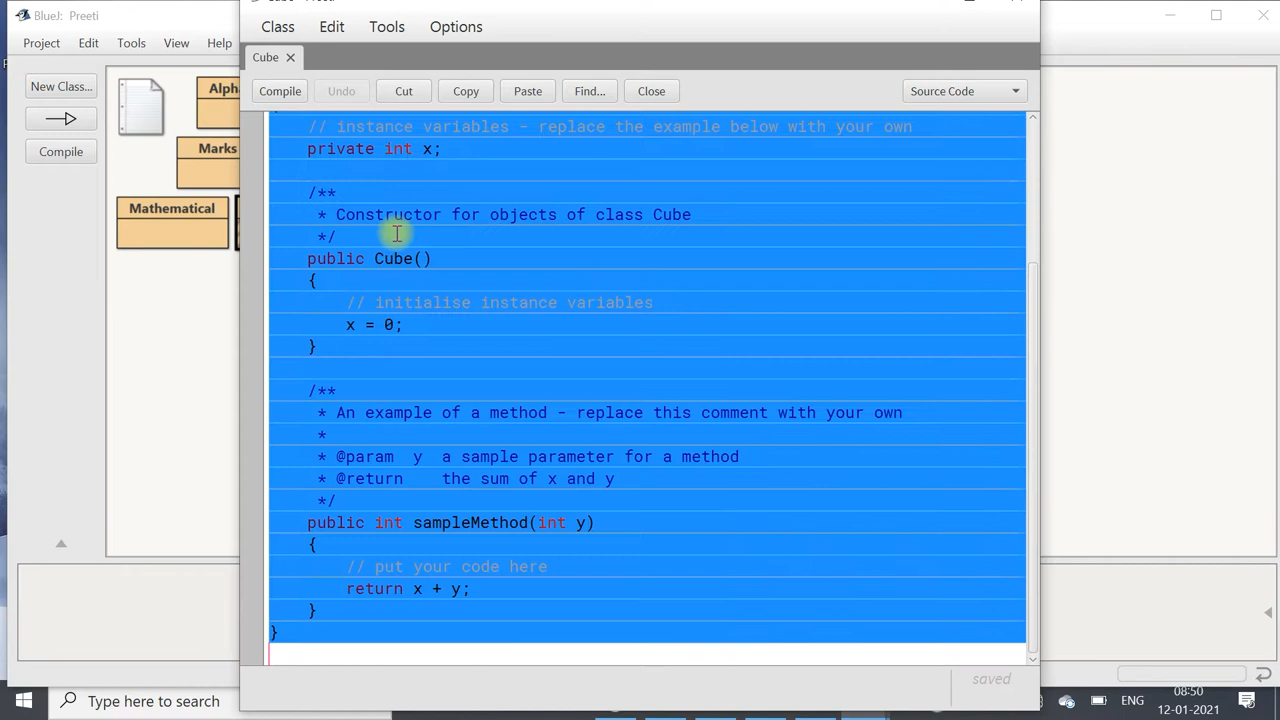 BlueJ: Preeti
Project Edit Tools View Help
Class Edit Tools Options
Cube
New Class...
Compile Undo Cut Copy Paste Find... Close Source Code
Compile
Marks
Mathematical
// instance variables - replace the example below with your own
private int x;
/**
* Constructor for objects of class Cube
*/
public Cube()
{
// initialise instance variables
x = 0;
}
/**
* An example of a method - replace this comment with your own
*
* @param y a sample parameter for a method
* @return the sum of x and y
*/
public int sampleMethod(int y)
{
// put your code here
return x + y;
}
}
saved
Type here to search
ENG
08:50
12-01-2021